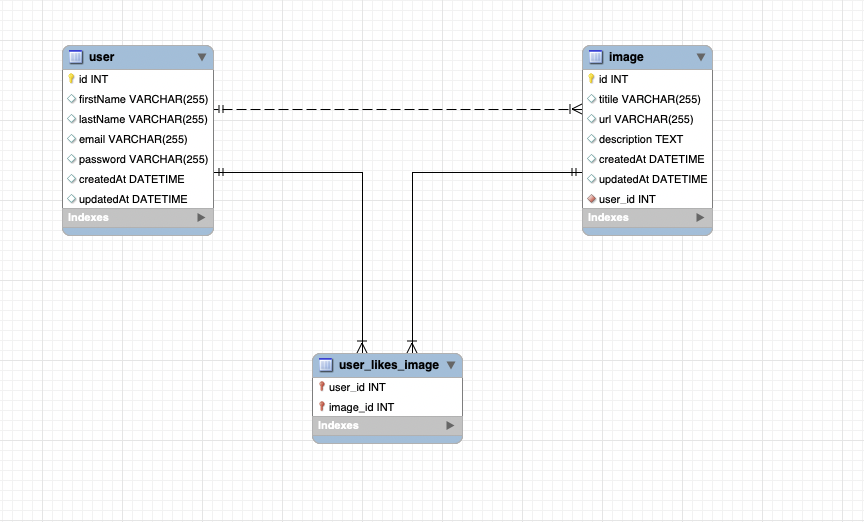 user
id INT
firstName VARCHAR(255)
lastName VARCHAR(255)
email VARCHAR(255)
password VARCHAR(255)
createdAt DATETIME
updatedAt DATETIME
Indexes
image
id INT
titile VARCHAR(255)
url VARCHAR(255)
description TEXT
createdAt DATETIME
updatedAt DATETIME
user_id INT
Indexes
user_likes_image
user_id INT
image_id INT
Indexes